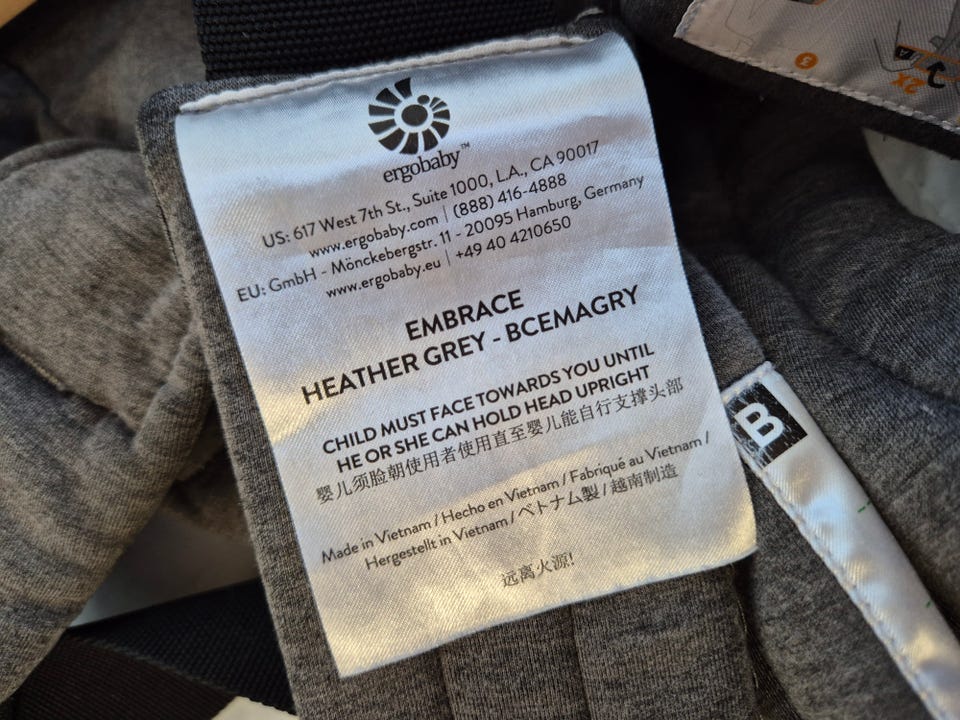 ergobaby™
US: 617 West 7th St., Suite 1000, L.A., CA 90017
www.ergobaby.com | (888) 416-4888
EU: GmbH - Mönckebergstr. 11 - 20095 Hamburg, Germany
www.ergobaby.eu | +49 40 4210650
EMBRACE
HEATHER GREY - BCEMAGRY
CHILD MUST FACE TOWARDS YOU UNTIL
HE OR SHE CAN HOLD HEAD UPRIGHT
婴儿须脸朝使用者使用直至婴儿能自行支撑头部
Made in Vietnam / Hecho en Vietnam / Fabriqué au Vietnam /
Hergestellt in Vietnam / ベトナム製 / 越南制造
远离火源!
B
3
2X
A